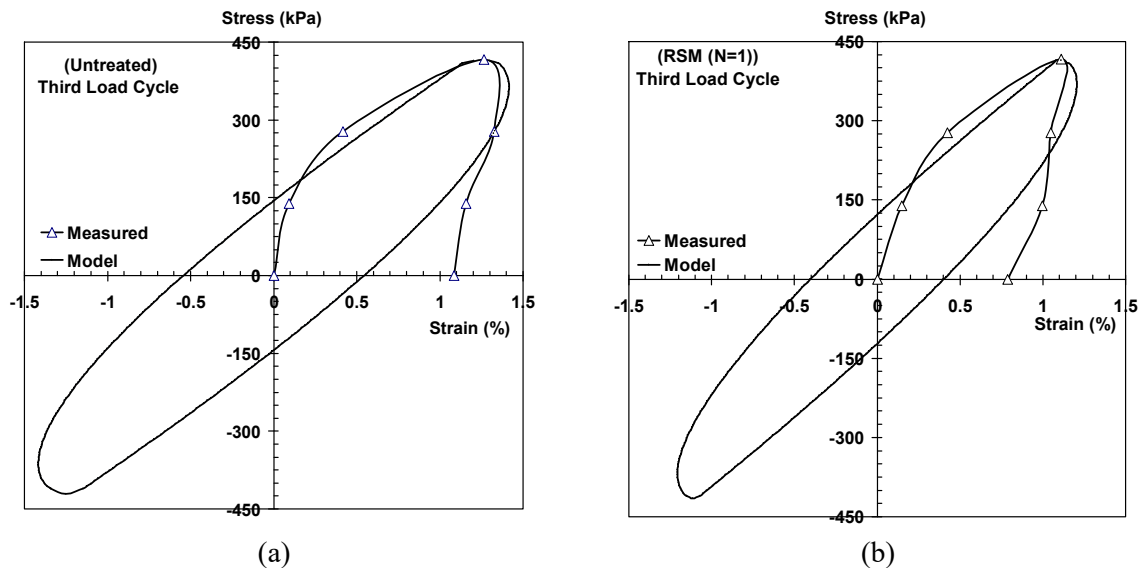 Stress (kPa)
450
(Untreated)
Third Load Cycle
300
150
Measured
Model
0
-1.5
-1
-0.5
0
0.5
1
1.5
Strain (%)
-150
-300
-450
(a)
Stress (kPa)
450
(RSM (N=1))
Third Load Cycle
300
150
Measured
Model
0
-1.5
-1
-0.5
0
0.5
1
1.5
Strain (%)
-150
-300
-450
(b)